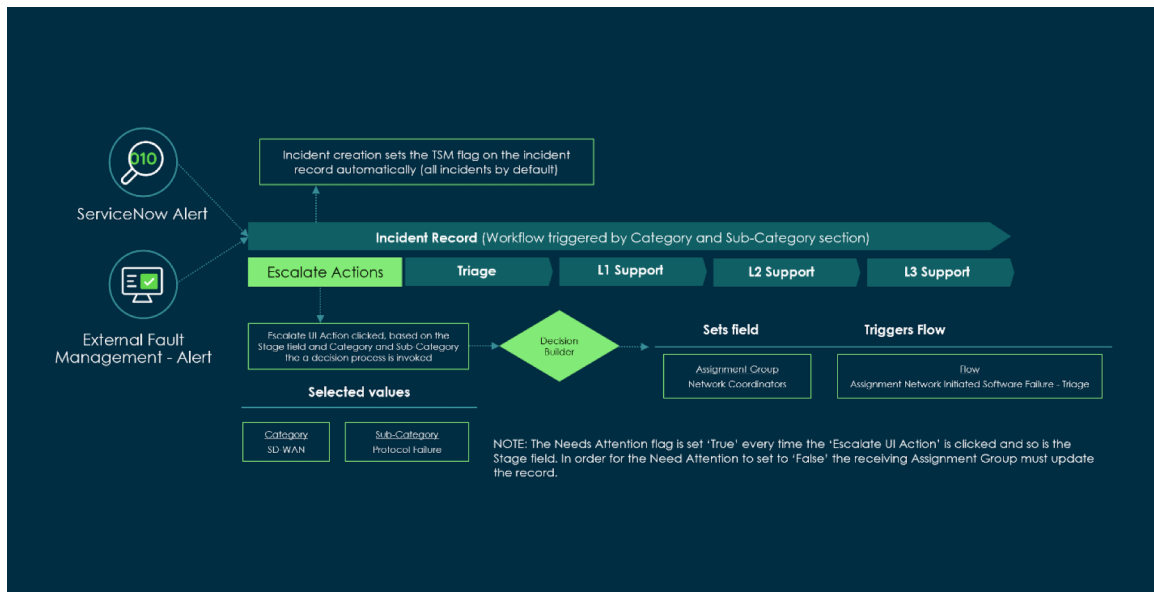 010
ServiceNow Alert
External Fault
Management - Alert
Incident creation sets the TSM flag on the incident
record automatically (all incidents by default)
Incident Record (Workflow triggered by Category and Sub-Category section)
Escalate Actions
Triage
L1 Support
L2 Support
L3 Support
Escalate UI Action clicked, based on the
Stage field and Category and Sub-Category
the a decision process is invoked
Decision
Builder
Sets field
Triggers Flow
Assignment Group
Network Coordinators
Flow
Assignment Network Initiated Software Failure - Triage
Selected values
Category
SD-WAN
Sub-Category
Protocol Failure
NOTE: The Needs Attention flag is set 'True' every time the 'Escalate UI Action' is clicked and so is the
Stage field. In order for the Need Attention to set to 'False' the receiving Assignment Group must update
the record.